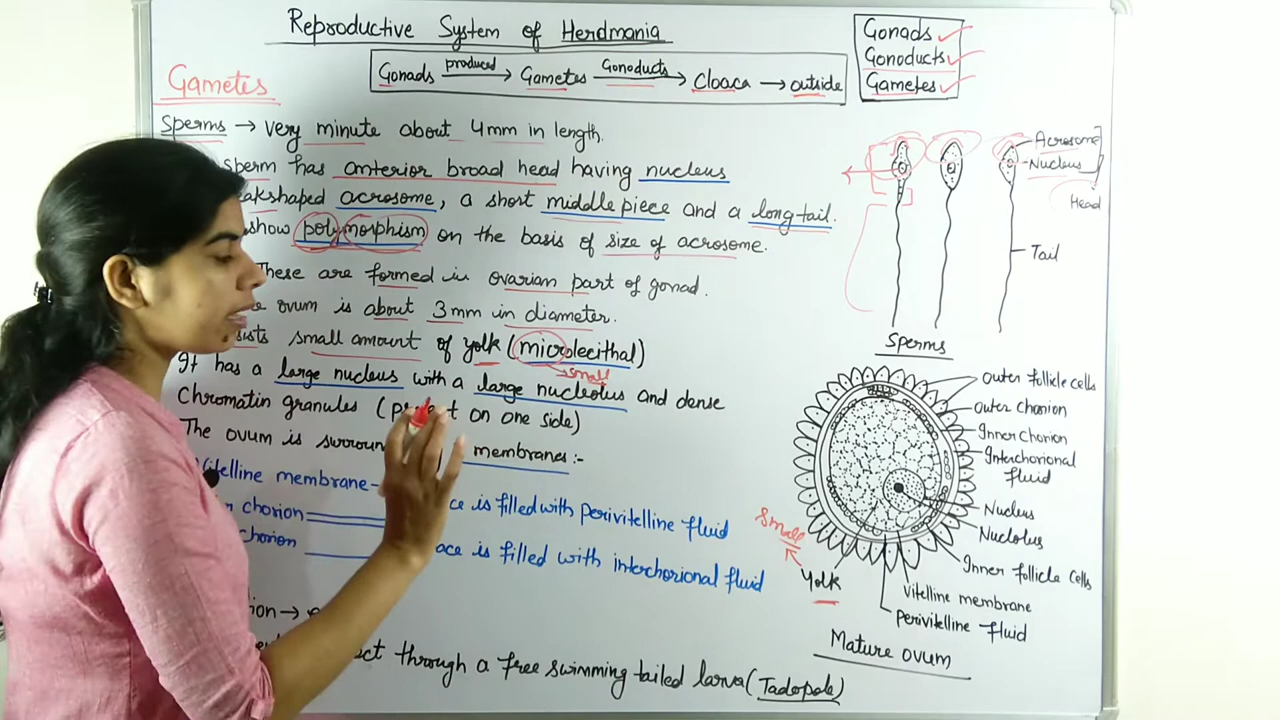 Reproductive System of Herdmania
Gonads produced Gametes Gonoducts Cloaca outside
Gonads
Gonoducts
Gametes
Gametes
Sperms → very minute about 4mm in length.
sperm has anterior broad head having nucleus
acrosome, a short middle piece and a long tail.
show polymorphism on the basis of size of acrosome.
These are formed in ovarian part of gonad.
ovum is about 3mm in diameter.
small amount of yolk (microlecithal)
small
It has a large nucleus with a large nucleolus and dense
Chromatin granules ( on one side)
The ovum is membranes:-
Vitelline membrane-
chorion ce is filled with perivitelline fluid
chorion ace is filled with interchorional fluid
through a free swimming tailed larva (Tadopole)
Acrosome
Nucleus
Head
Tail
Sperms
Outer follicle cells
Outer Chorion
Inner Chorion
Interchorional
fluid
Nucleus
Nuclolus
Inner follicle cells
Vitelline membrane
Perivitelline fluid
small
Yolk
Mature ovum